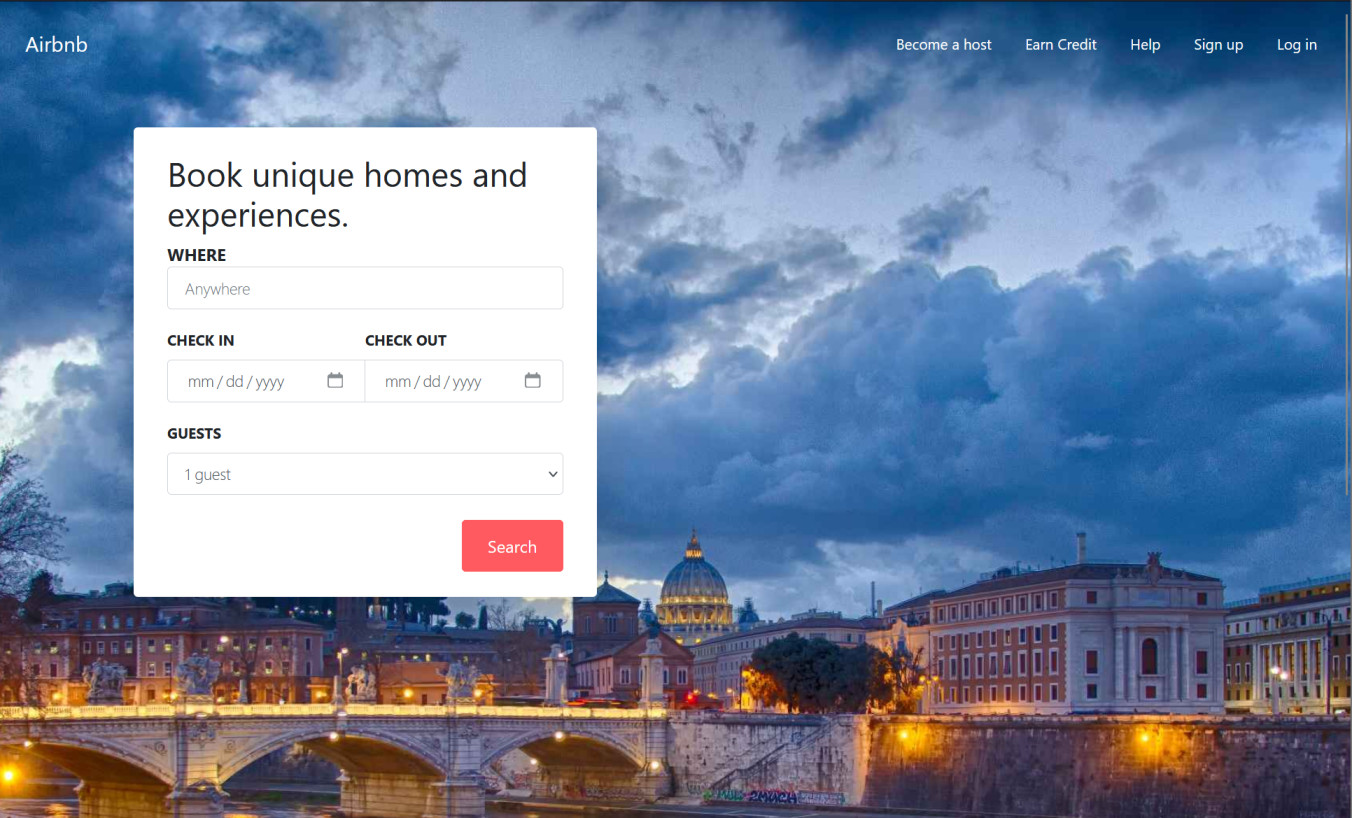 Airbnb
Become a host Earn Credit Help Sign up Log in
Book unique homes and
experiences.
WHERE
Anywhere
CHECK IN CHECK OUT
mm / dd / yyyy mm / dd / yyyy
GUESTS
1 guest
Search